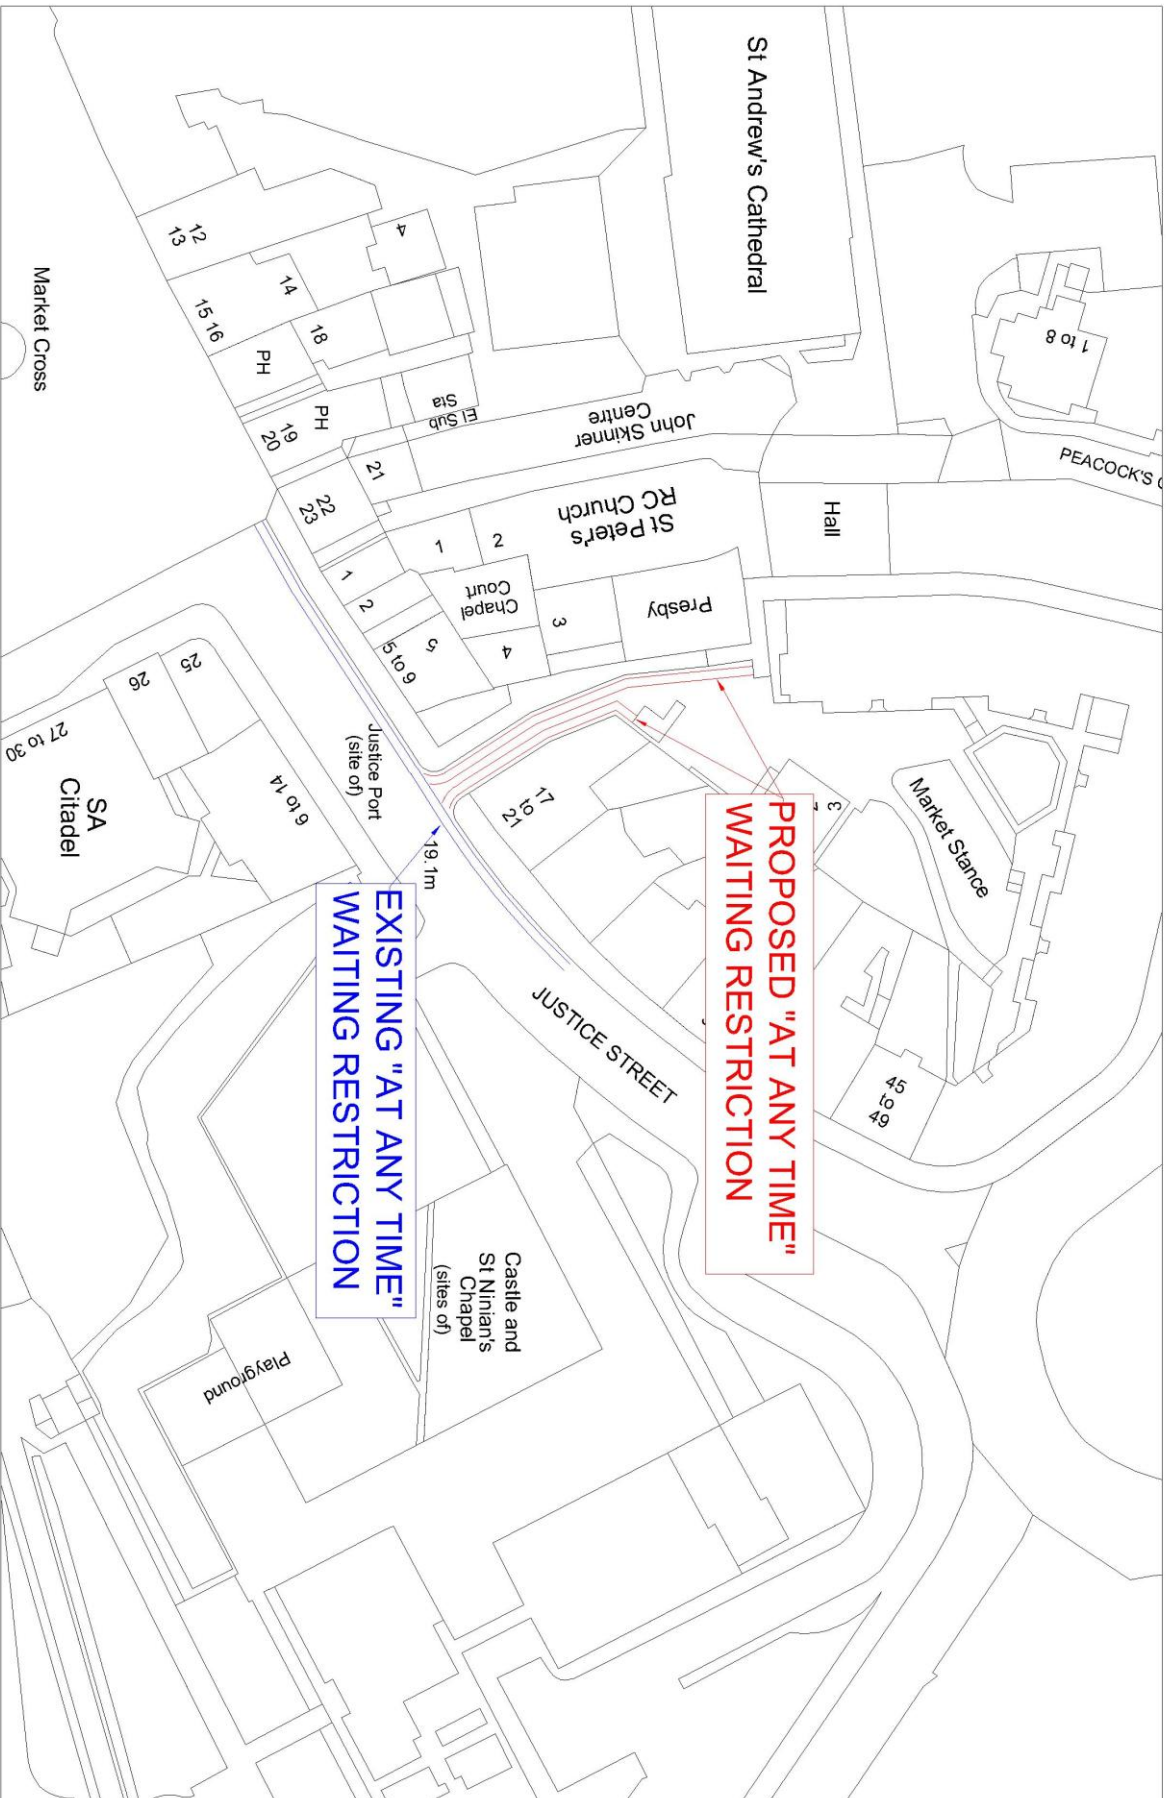 St Andrew's Cathedral
1 to 8
PEACOCK'S
Market Cross
12
13
14
15 16
4
18
PH
PH
19
20
El Sub
Sta
John Skinner
Centre
21
22
23
St Peter's
RC Church
Hall
1
2
Chapel
Court
3
4
Presby
1
2
5
5 to 9
25
26
27 to 30
SA
Citadel
9 to 14
Justice Port
(site of)
19.1m
17
to
21
3
Market Stance
PROPOSED "AT ANY TIME"
WAITING RESTRICTION
EXISTING "AT ANY TIME"
WAITING RESTRICTION
JUSTICE STREET
45
to
49
Castle and
St Ninian's
Chapel
(sites of)
Playground